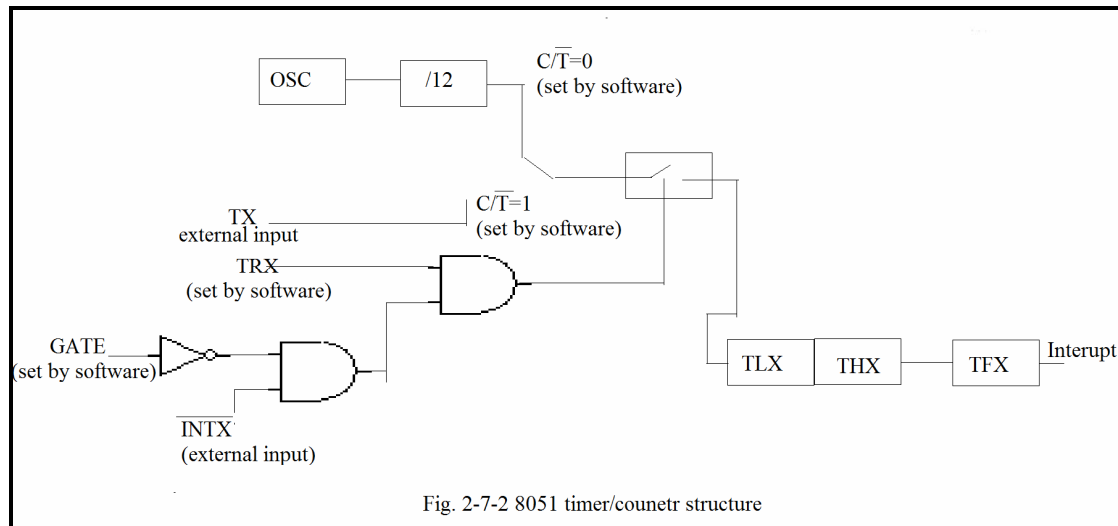 OSC
/12
C/T̅=0
(set by software)
TX
external input
C/T̅=1
(set by software)
TRX
(set by software)
GATE
(set by software)
I̅N̅T̅X̅
(external input)
TLX
THX
TFX
Interupt
Fig. 2-7-2 8051 timer/counetr structure